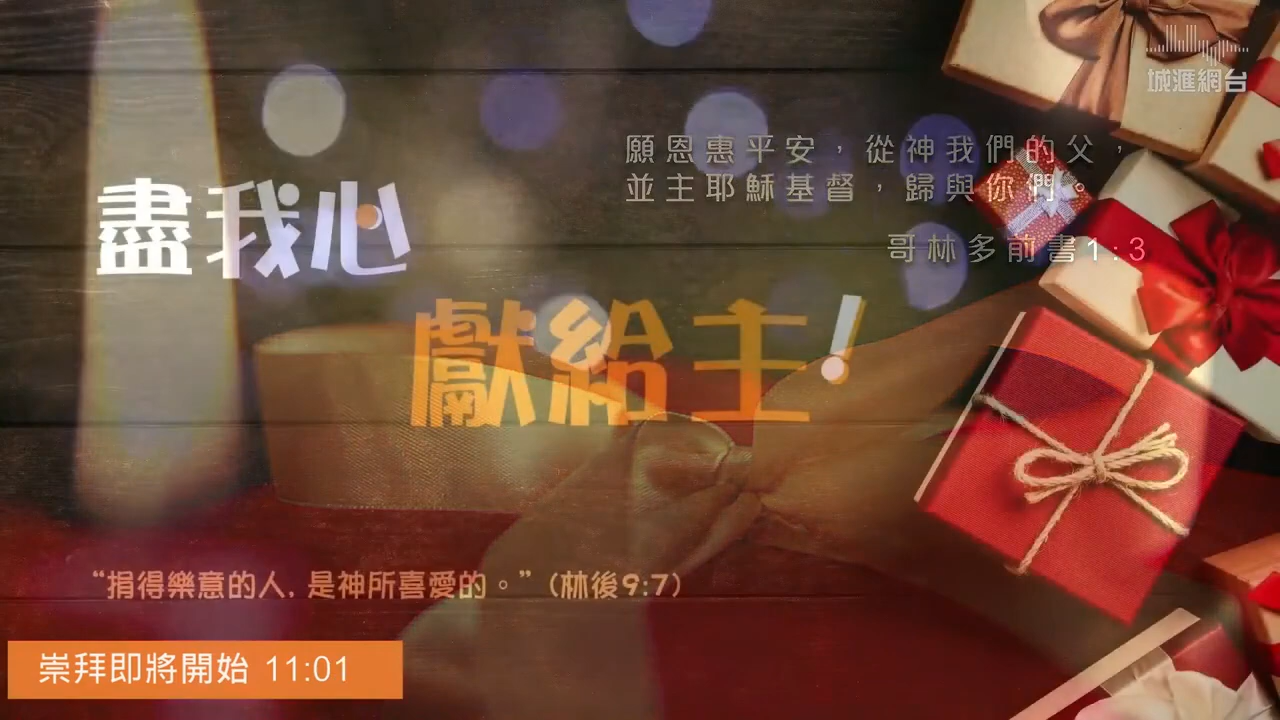 城滙網台
願恩惠平安，從神我們的父，
並主耶穌基督，歸與你們。
哥林多前書1:3
盡我心
獻給主!
“捐得樂意的人, 是神所喜愛的。” (林後9:7)
崇拜即將開始 11:01